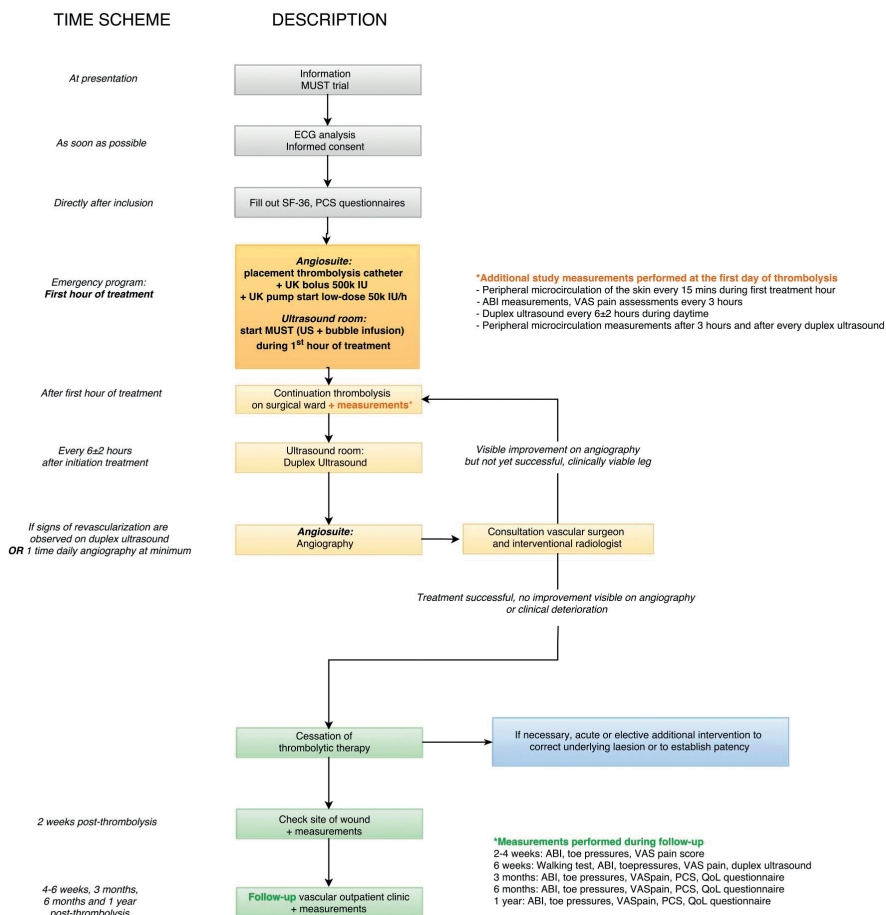 TIME SCHEME
DESCRIPTION
At presentation
Information
MUST trial
As soon as possible
ECG analysis
Informed consent
Directly after inclusion
Fill out SF-36, PCS questionnaires
Emergency program:
First hour of treatment
Angiosuite:
placement thrombolysis catheter
+ UK bolus 500k IU
+ UK pump start low-dose 50k IU/h
Ultrasound room:
start MUST (US + bubble infusion)
during 1st hour of treatment
*Additional study measurements performed at the first day of thrombolysis
- Peripheral microcirculation of the skin every 15 mins during first treatment hour
- ABI measurements, VAS pain assessments every 3 hours
- Duplex ultrasound every 6±2 hours during daytime
- Peripheral microcirculation measurements after 3 hours and after every duplex ultrasound
After first hour of treatment
Continuation thrombolysis
on surgical ward + measurements*
Every 6±2 hours
after initiation treatment
Ultrasound room:
Duplex Ultrasound
Visible improvement on angiography
but not yet successful, clinically viable leg
If signs of revascularization are
observed on duplex ultrasound
OR 1 time daily angiography at minimum
Angiosuite:
Angiography
Consultation vascular surgeon
and interventional radiologist
Treatment successful, no improvement visible on angiography
or clinical deterioration
Cessation of
thrombolytic therapy
If necessary, acute or elective additional intervention to
correct underlying laesion or to establish patency
2 weeks post-thrombolysis
Check site of wound
+ measurements
*Measurements performed during follow-up
2-4 weeks: ABI, toe pressures, VAS pain score
6 weeks: Walking test, ABI, toepressures, VAS pain, duplex ultrasound
3 months: ABI, toe pressures, VASpain, PCS, QoL questionnaire
6 months: ABI, toe pressures, VASpain, PCS, QoL questionnaire
1 year: ABI, toe pressures, VASpain, PCS, QoL questionnaire
4-6 weeks, 3 months,
6 months and 1 year
post-thrombolysis
Follow-up vascular outpatient clinic
+ measurements